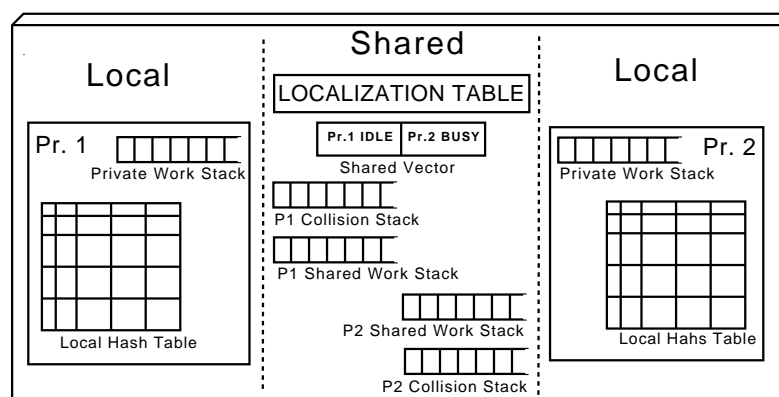 Shared
Local
Local
LOCALIZATION TABLE
Pr. 1
Private Work Stack
Local Hash Table
Pr.1 IDLE Pr.2 BUSY
Shared Vector
P1 Collision Stack
P1 Shared Work Stack
P2 Shared Work Stack
P2 Collision Stack
Pr. 2
Private Work Stack
Local Hahs Table